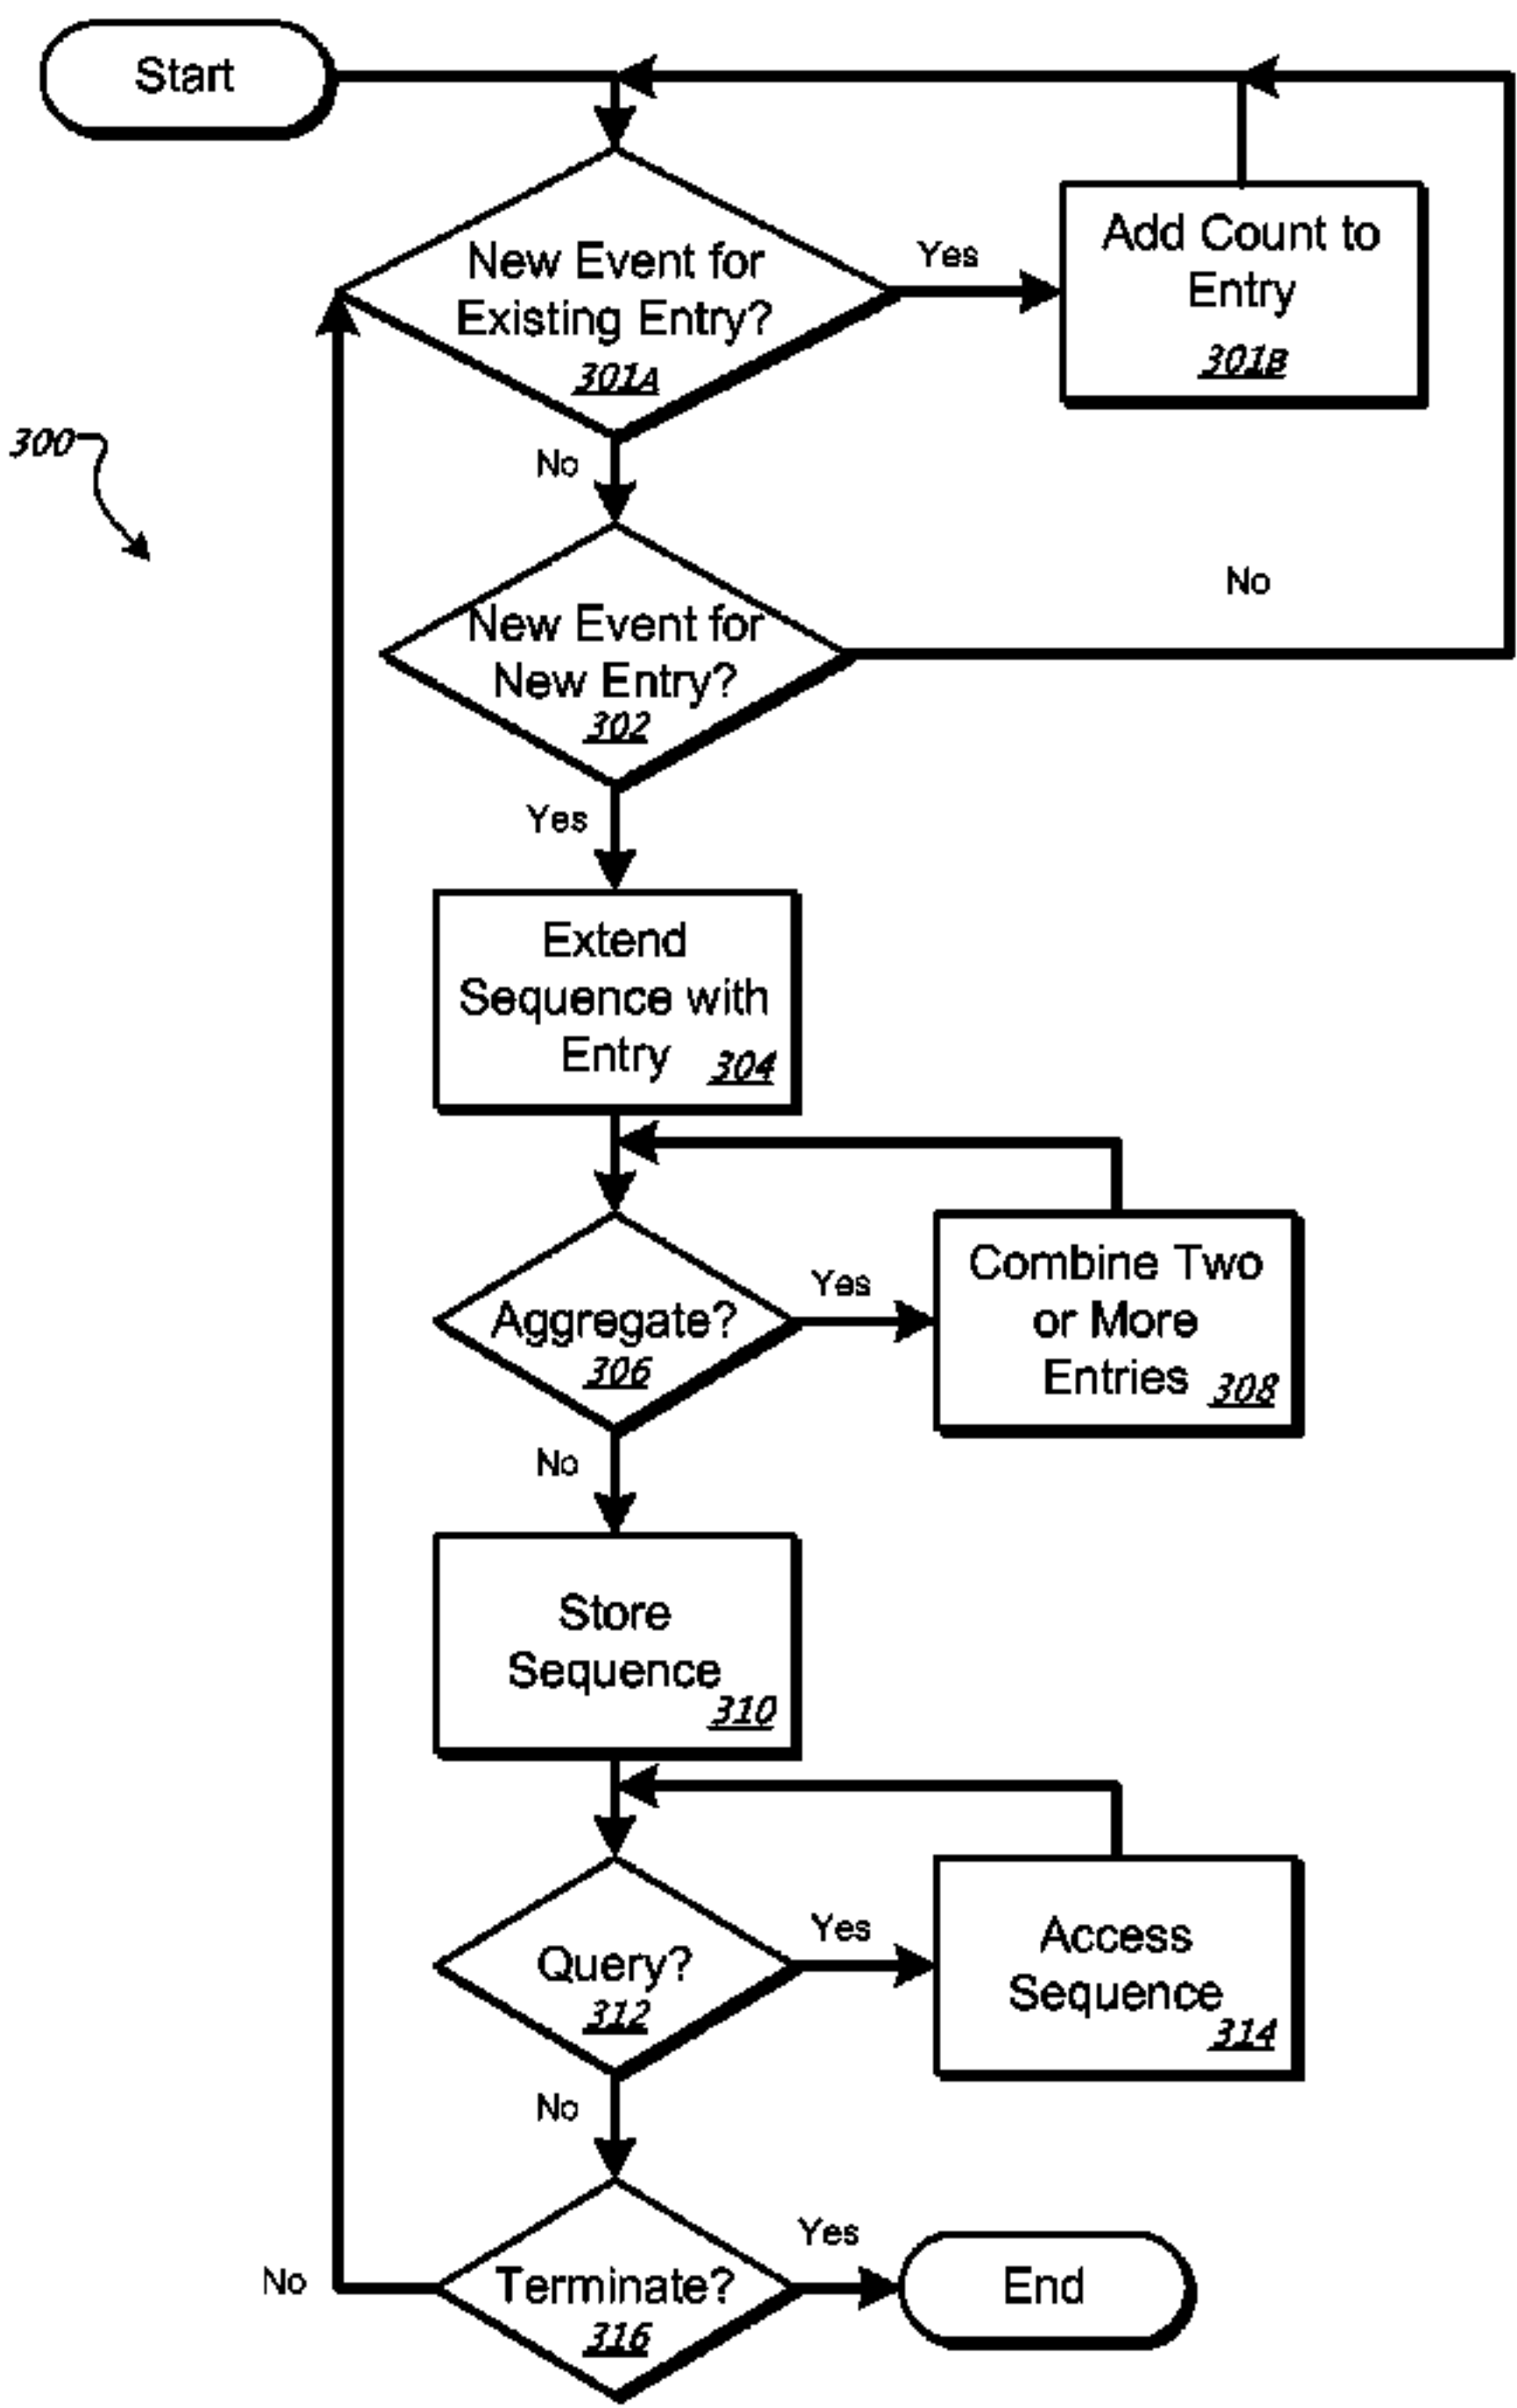 Start
New Event for
Existing Entry?
301A
Yes
Add Count to
Entry
301B
300
No
New Event for
New Entry?
302
No
Yes
Extend
Sequence with
Entry 304
Aggregate?
306
Yes
Combine Two
or More
Entries 308
No
Store
Sequence
310
Query?
312
Yes
Access
Sequence
314
No
Terminate?
316
Yes
No
End